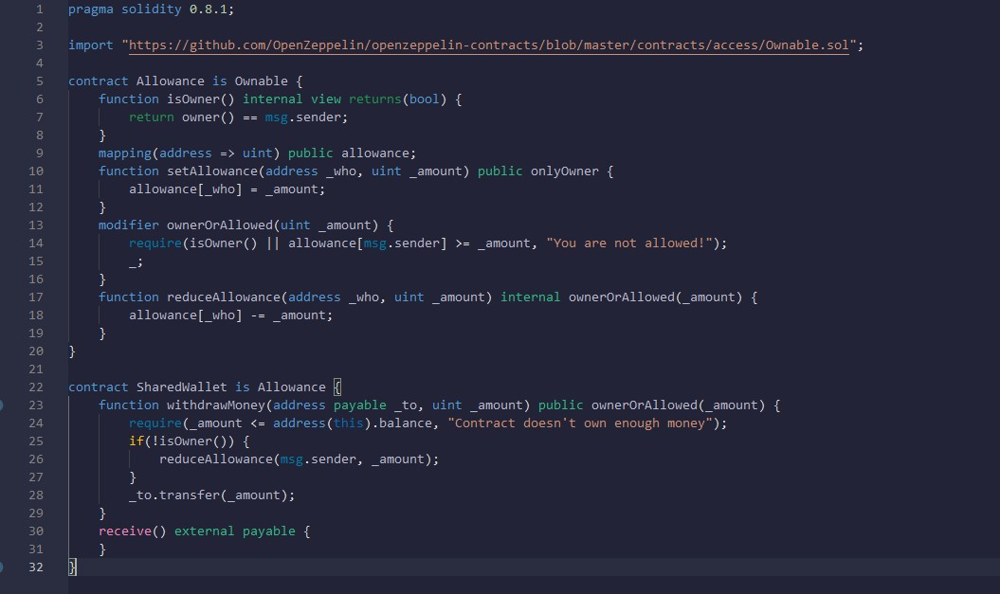 1 pragma solidity 0.8.1;
2
3 import "https://github.com/OpenZeppelin/openzeppelin-contracts/blob/master/contracts/access/Ownable.sol";
4
5 contract Allowance is Ownable {
6     function isOwner() internal view returns(bool) {
7         return owner() == msg.sender;
8     }
9     mapping(address => uint) public allowance;
10     function setAllowance(address _who, uint _amount) public onlyOwner {
11         allowance[_who] = _amount;
12     }
13     modifier ownerOrAllowed(uint _amount) {
14         require(isOwner() || allowance[msg.sender] >= _amount, "You are not allowed!");
15         _;
16     }
17     function reduceAllowance(address _who, uint _amount) internal ownerOrAllowed(_amount) {
18         allowance[_who] -= _amount;
19     }
20 }
21
22 contract SharedWallet is Allowance {
23     function withdrawMoney(address payable _to, uint _amount) public ownerOrAllowed(_amount) {
24         require(_amount <= address(this).balance, "Contract doesn't own enough money");
25         if(!isOwner()) {
26             reduceAllowance(msg.sender, _amount);
27         }
28         _to.transfer(_amount);
29     }
30     receive() external payable {
31     }
32 }